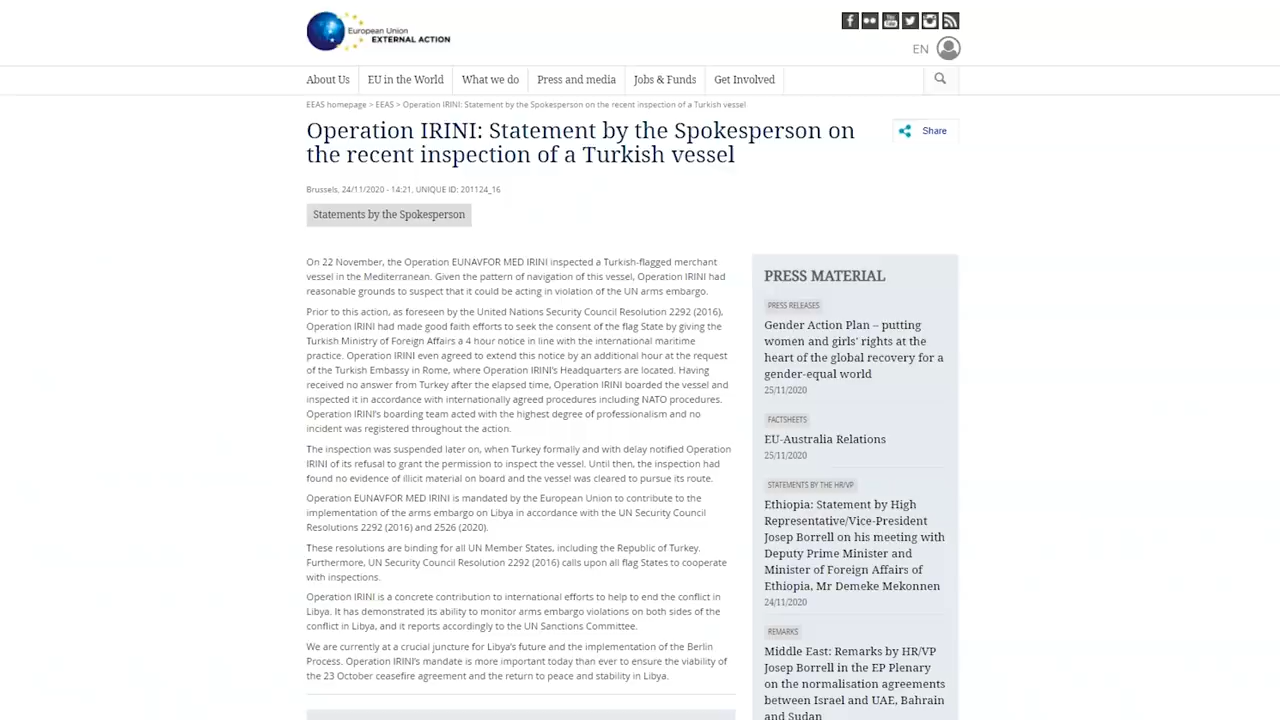 European Union
EXTERNAL ACTION
EN
About Us
EU in the World
What we do
Press and media
Jobs & Funds
Get Involved
EEAS homepage > EEAS > Operation IRINI: Statement by the Spokesperson on the recent inspection of a Turkish vessel
Operation IRINI: Statement by the Spokesperson on
the recent inspection of a Turkish vessel
Share
Brussels, 24/11/2020 - 14:21, UNIQUE ID: 201124_16
Statements by the Spokesperson
On 22 November, the Operation EUNAVFOR MED IRINI inspected a Turkish-flagged merchant
vessel in the Mediterranean. Given the pattern of navigation of this vessel, Operation IRINI had
reasonable grounds to suspect that it could be acting in violation of the UN arms embargo.
Prior to this action, as foreseen by the United Nations Security Council Resolution 2292 (2016),
Operation IRINI had made good faith efforts to seek the consent of the flag State by giving the
Turkish Ministry of Foreign Affairs a 4 hour notice in line with the international maritime
practice. Operation IRINI even agreed to extend this notice by an additional hour at the request
of the Turkish Embassy in Rome, where Operation IRINI's Headquarters are located. Having
received no answer from Turkey after the elapsed time, Operation IRINI boarded the vessel and
inspected it in accordance with internationally agreed procedures including NATO procedures.
Operation IRINI's boarding team acted with the highest degree of professionalism and no
incident was registered throughout the action.
The inspection was suspended later on, when Turkey formally and with delay notified Operation
IRINI of its refusal to grant the permission to inspect the vessel. Until then, the inspection had
found no evidence of illicit material on board and the vessel was cleared to pursue its route.
Operation EUNAVFOR MED IRINI is mandated by the European Union to contribute to the
implementation of the arms embargo on Libya in accordance with the UN Security Council
Resolutions 2292 (2016) and 2526 (2020).
These resolutions are binding for all UN Member States, including the Republic of Turkey.
Furthermore, UN Security Council Resolution 2292 (2016) calls upon all flag States to cooperate
with inspections.
Operation IRINI is a concrete contribution to international efforts to help to end the conflict in
Libya. It has demonstrated its ability to monitor arms embargo violations on both sides of the
conflict in Libya, and it reports accordingly to the UN Sanctions Committee.
We are currently at a crucial juncture for Libya's future and the implementation of the Berlin
Process. Operation IRINI's mandate is more important today than ever to ensure the viability of
the 23 October ceasefire agreement and the return to peace and stability in Libya.
PRESS MATERIAL
PRESS RELEASES
Gender Action Plan – putting
women and girls' rights at the
heart of the global recovery for a
gender-equal world
25/11/2020
FACTSHEETS
EU-Australia Relations
25/11/2020
STATEMENTS BY THE HR/VP
Ethiopia: Statement by High
Representative/Vice-President
Josep Borrell on his meeting with
Deputy Prime Minister and
Minister of Foreign Affairs of
Ethiopia, Mr Demeke Mekonnen
24/11/2020
REMARKS
Middle East: Remarks by HR/VP
Josep Borrell in the EP Plenary
on the normalisation agreements
between Israel and UAE, Bahrain
and Sudan